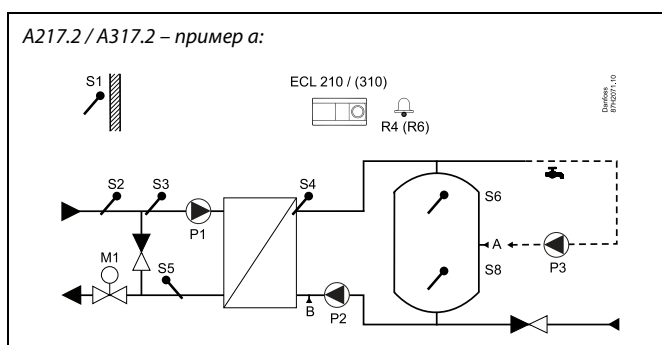 A217.2 / A317.2 – пример а:
S1
ECL 210 / (310)
R4 (R6)
Danfoss
87H2071.10
S2
S3
S4
S6
P1
A
P3
M1
S5
S8
B
P2